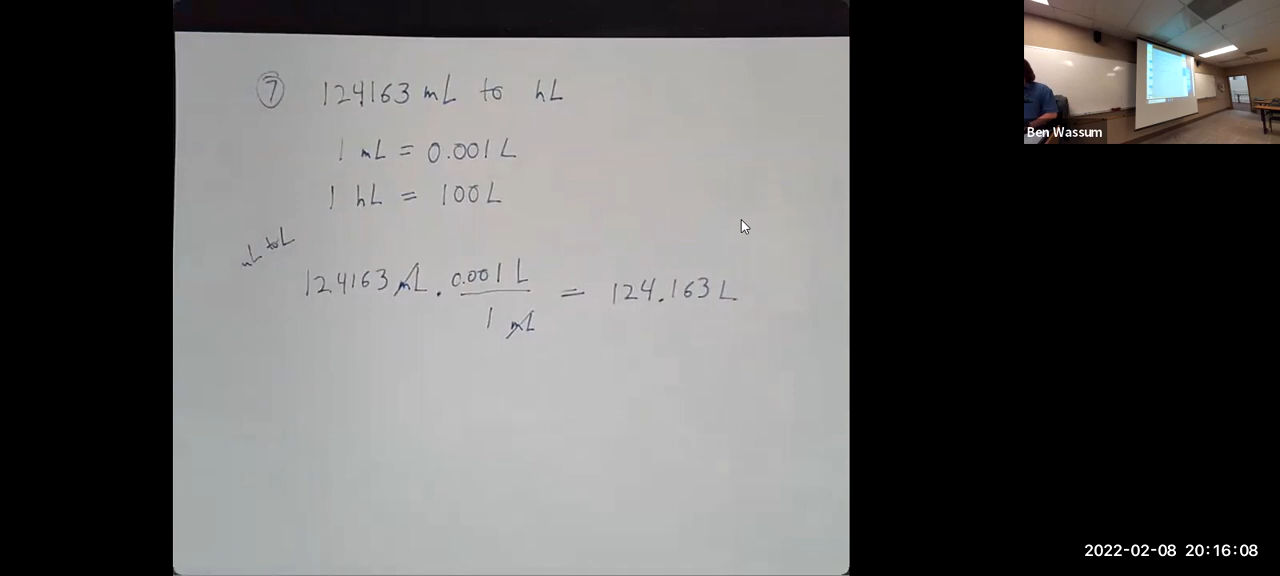 ⑦ 124163 mL to hL
1 mL = 0.001 L
1 hL = 100 L
mL to L
124163 mL · 0.001 L / 1 mL = 124.163 L
Ben Wassum
2022-02-08 20:16:08